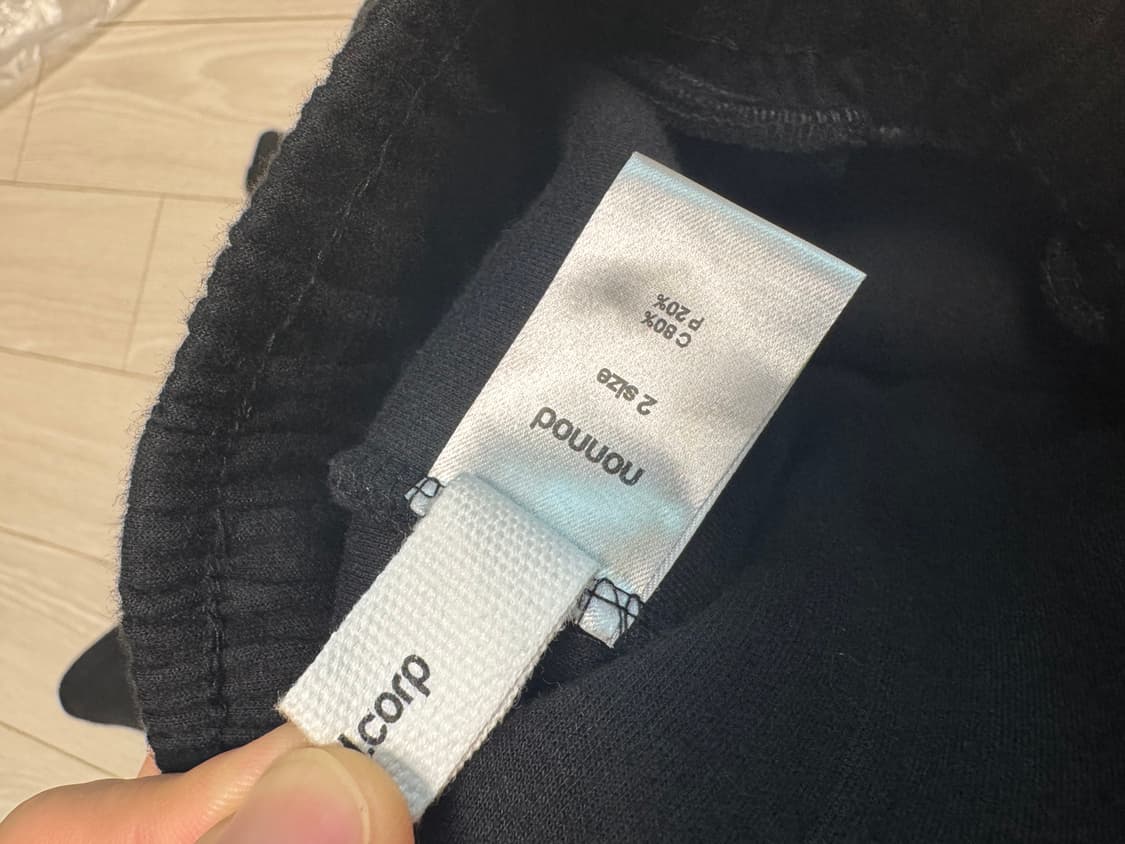 nonnod
2 size
C 80%
P 20%
.corp